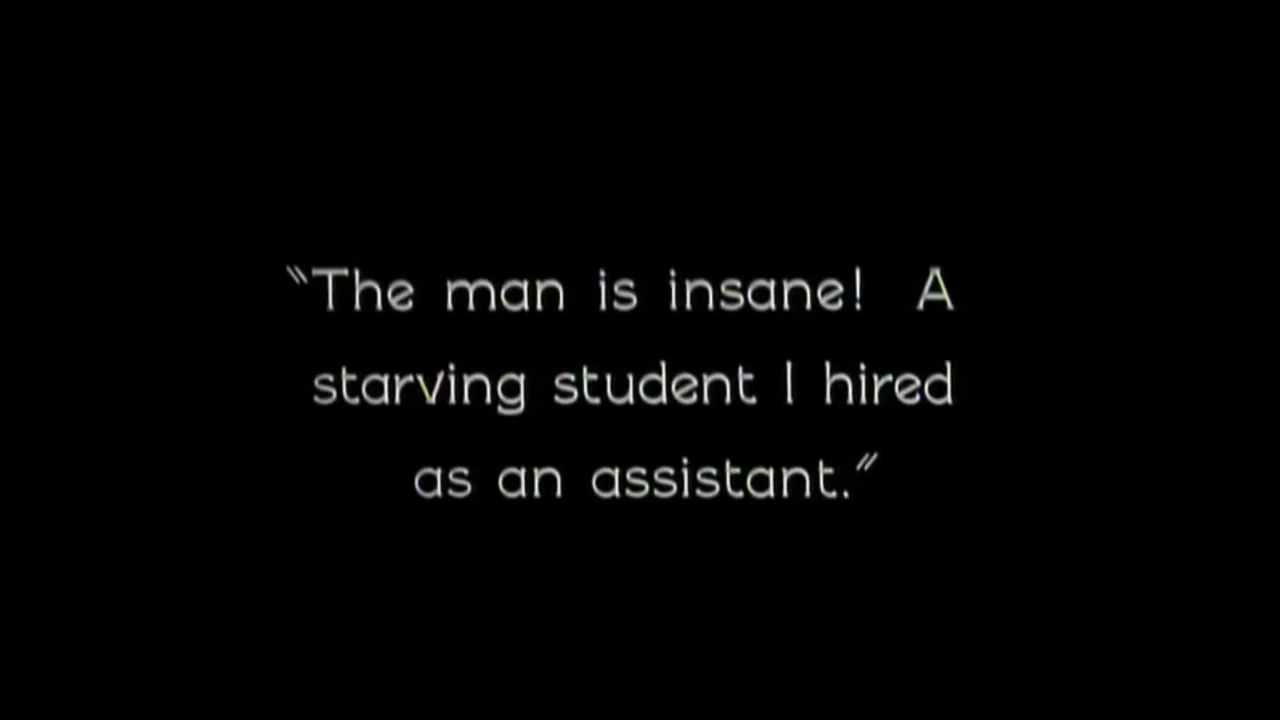 "The man is insane!  A
starving student I hired
as an assistant."